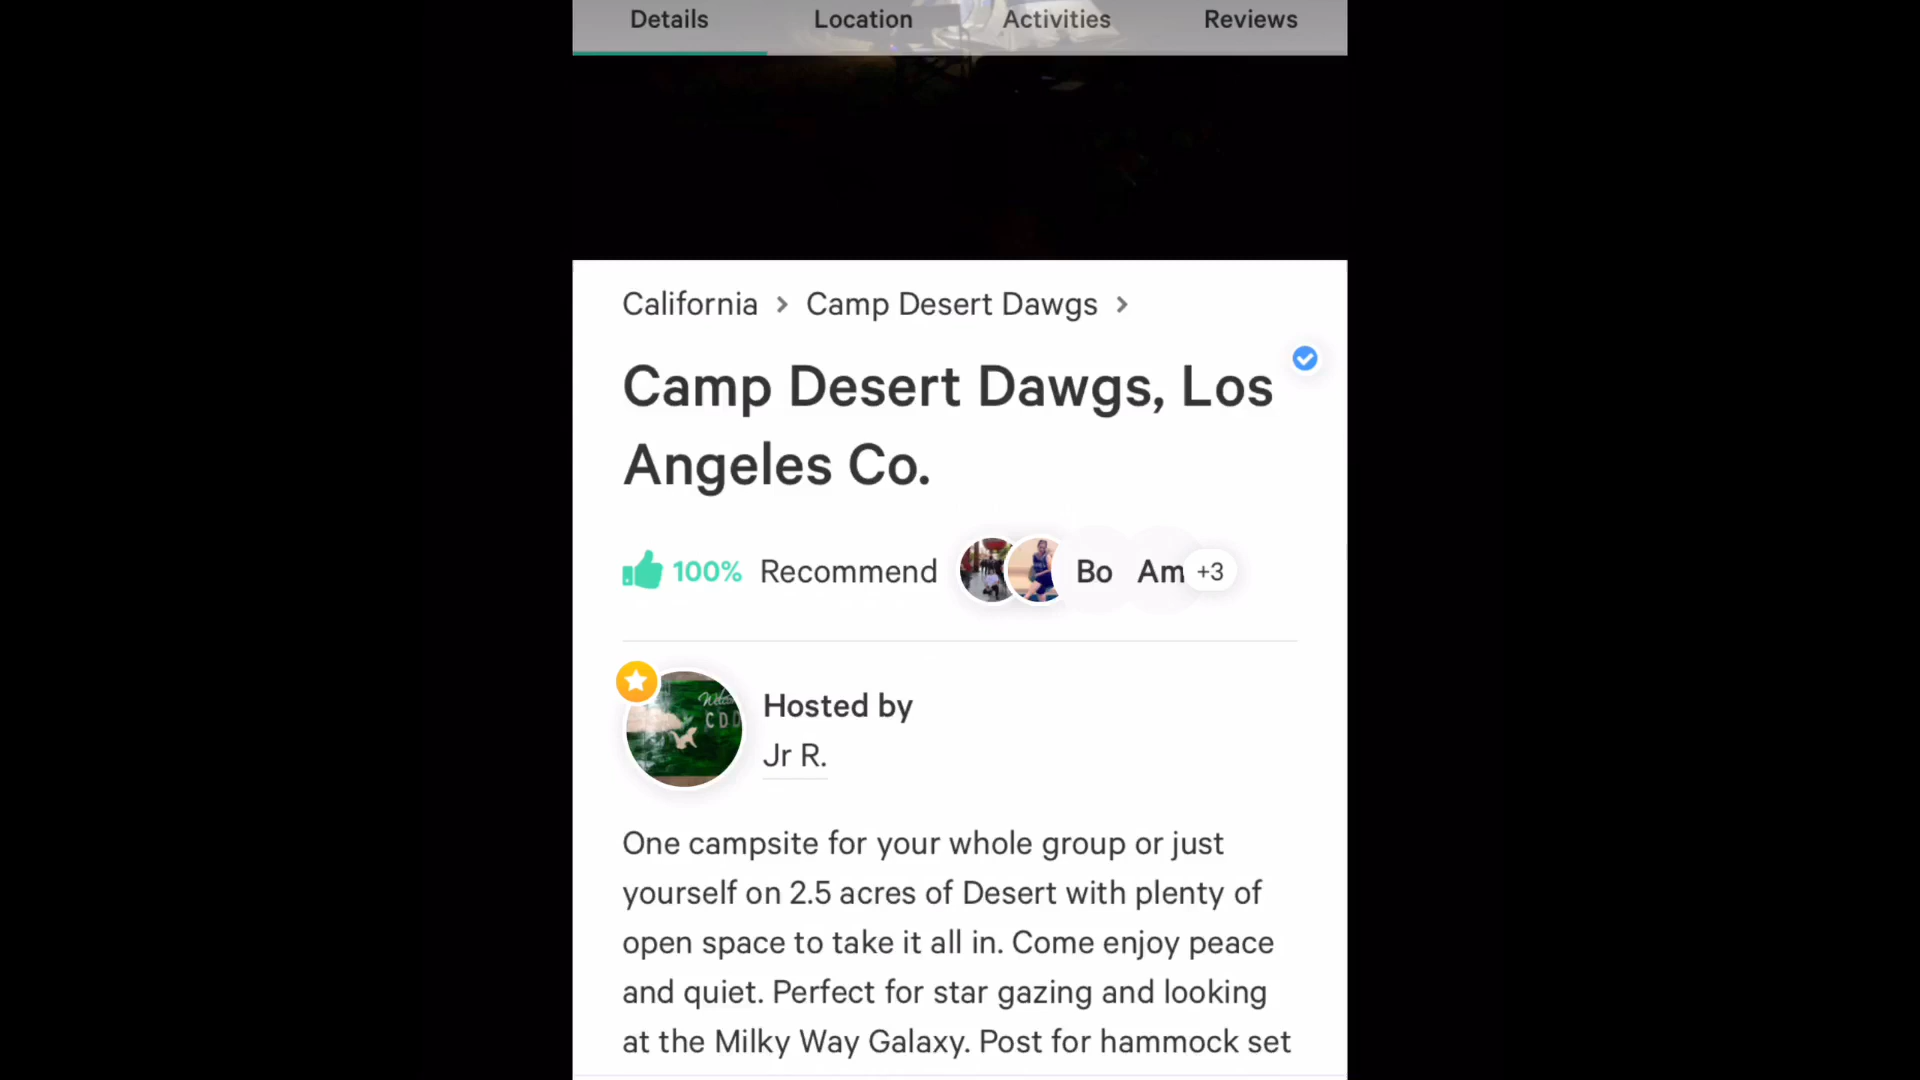 Details
Location
Activities
Reviews
California > Camp Desert Dawgs >
Camp Desert Dawgs, Los
Angeles Co.
100% Recommend
Bo
Am
+3
CDD
Hosted by
Jr R.
One campsite for your whole group or just
yourself on 2.5 acres of Desert with plenty of
open space to take it all in. Come enjoy peace
and quiet. Perfect for star gazing and looking
at the Milky Way Galaxy. Post for hammock set